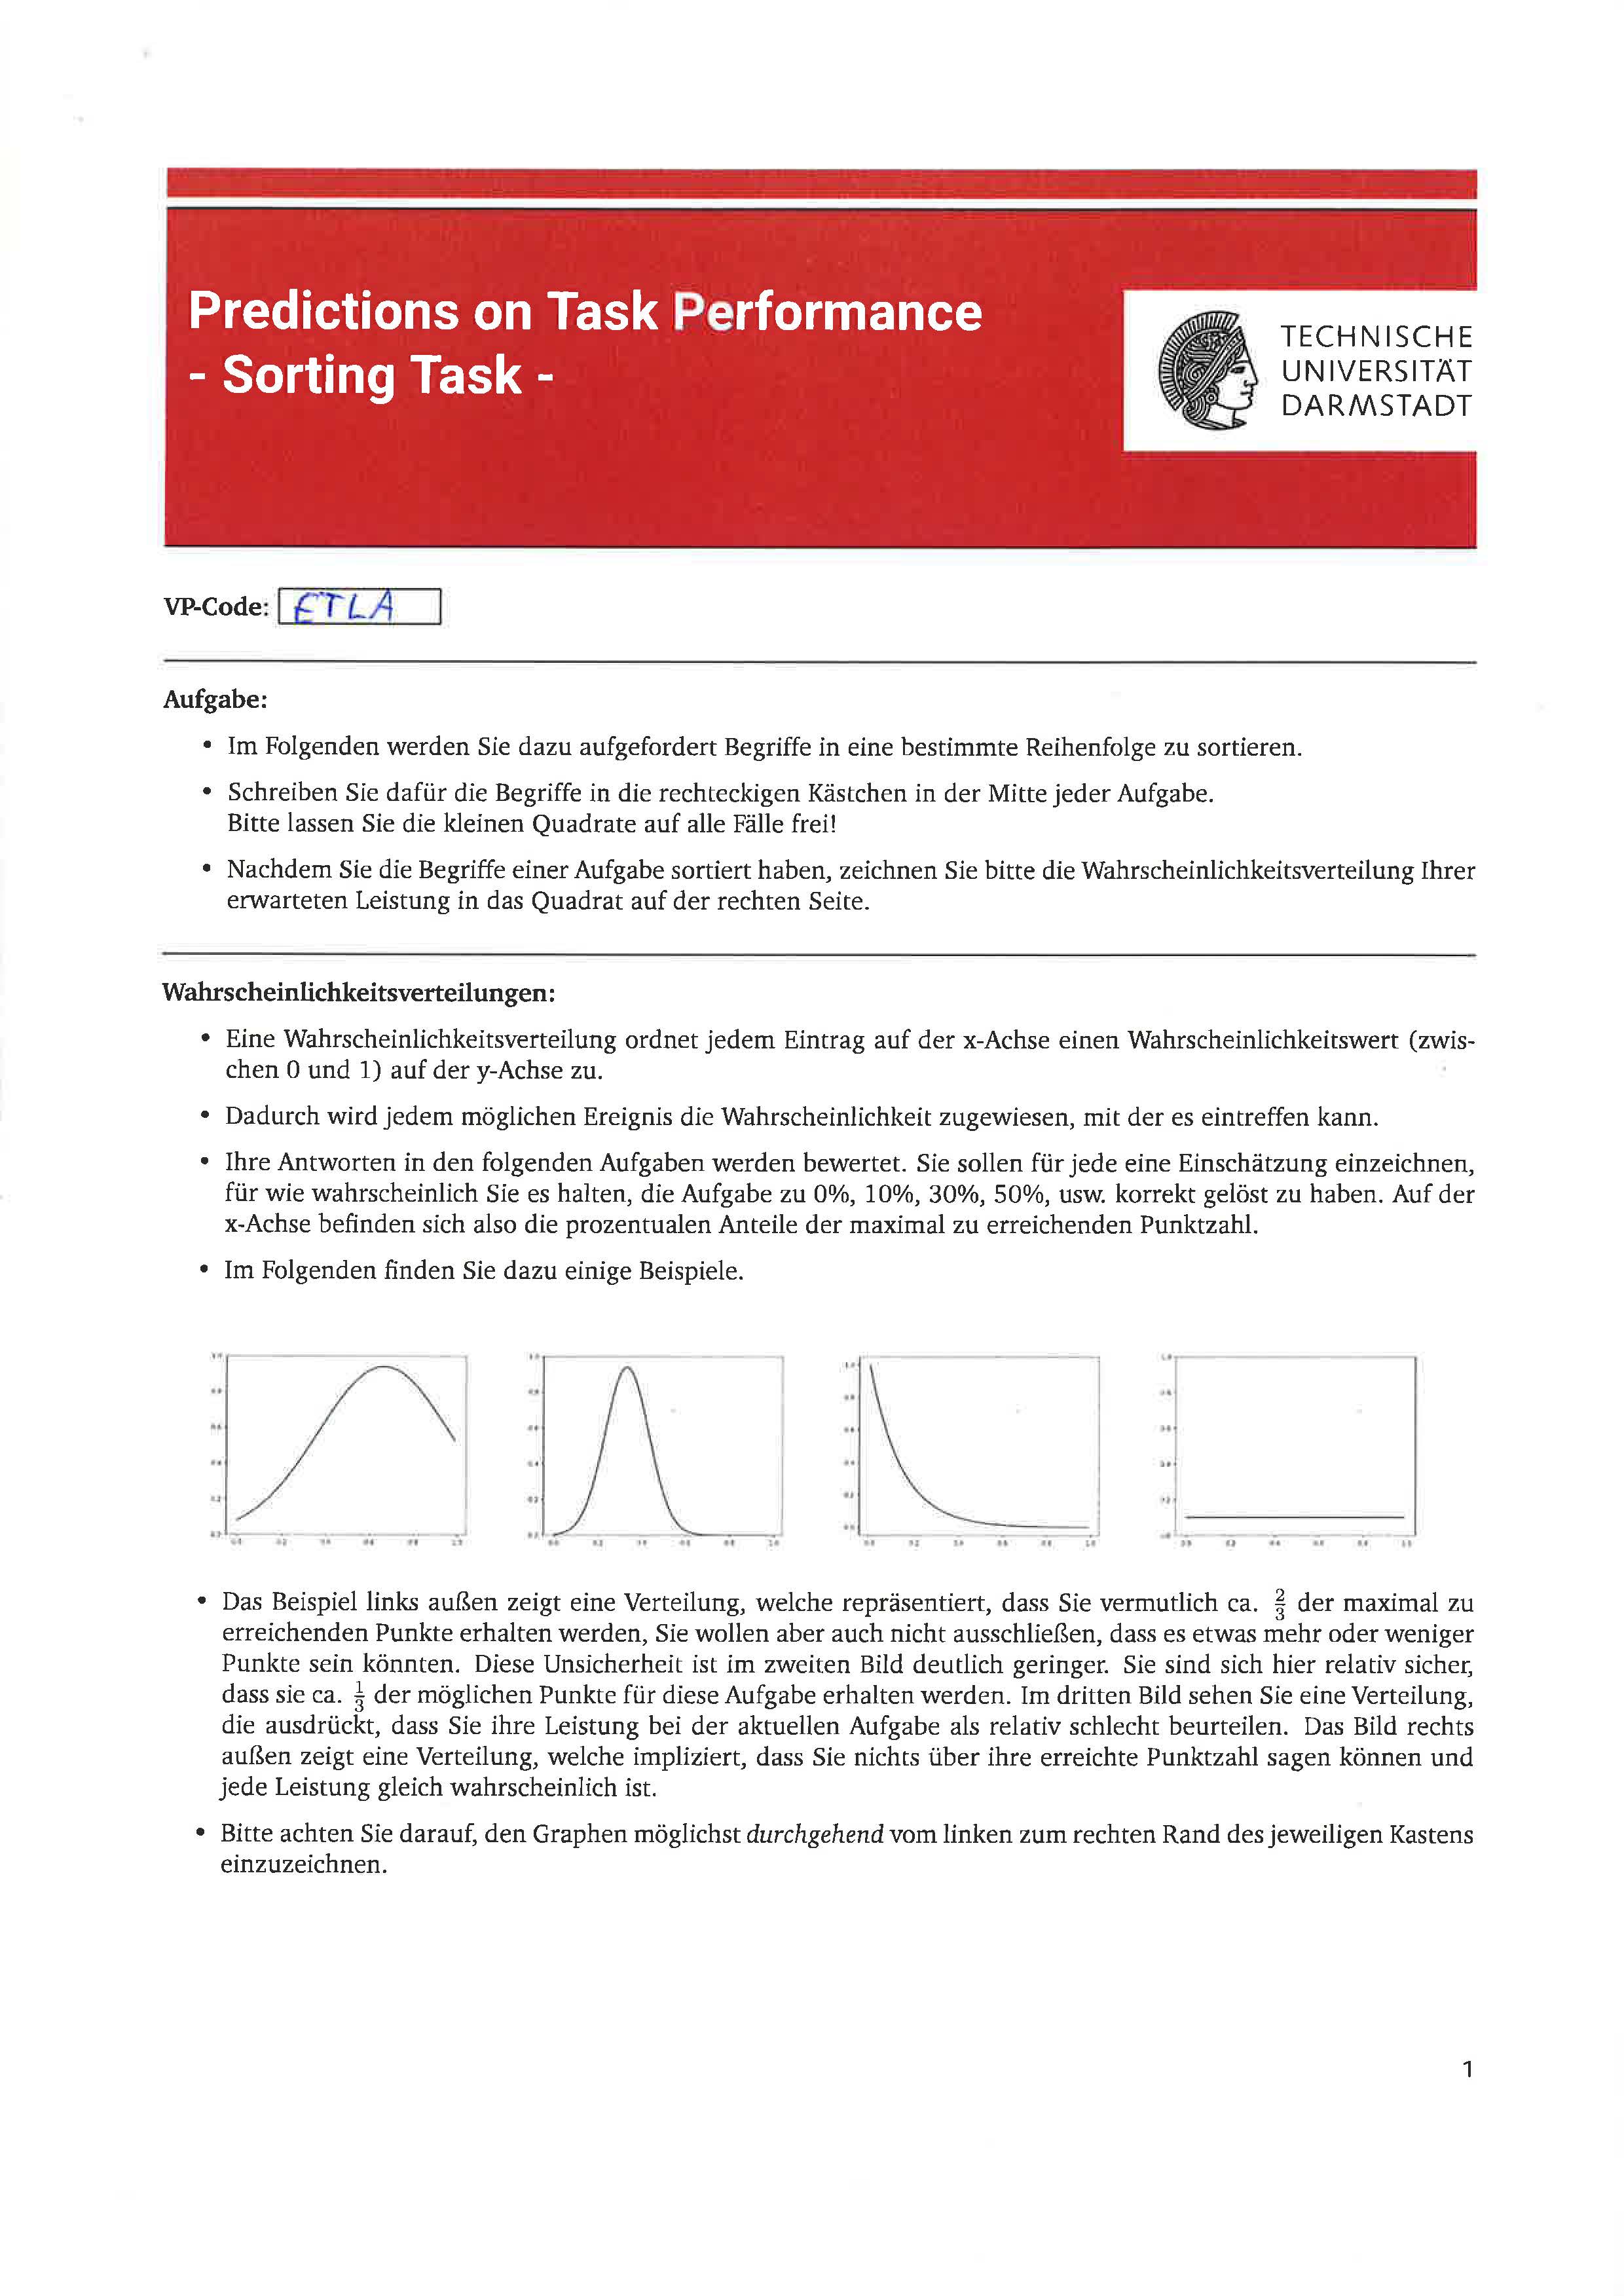 Predictions on Task Performance
- Sorting Task -
TECHNISCHE
UNIVERSITÄT
DARMSTADT
VP-Code: ETLA
Aufgabe:
• Im Folgenden werden Sie dazu aufgefordert Begriffe in eine bestimmte Reihenfolge zu sortieren.
• Schreiben Sie dafür die Begriffe in die rechteckigen Kästchen in der Mitte jeder Aufgabe.
Bitte lassen Sie die kleinen Quadrate auf alle Fälle frei!
• Nachdem Sie die Begriffe einer Aufgabe sortiert haben, zeichnen Sie bitte die Wahrscheinlichkeitsverteilung Ihrer
erwarteten Leistung in das Quadrat auf der rechten Seite.
Wahrscheinlichkeitsverteilungen:
• Eine Wahrscheinlichkeitsverteilung ordnet jedem Eintrag auf der x-Achse einen Wahrscheinlichkeitswert (zwis-
chen 0 und 1) auf der y-Achse zu.
• Dadurch wird jedem möglichen Ereignis die Wahrscheinlichkeit zugewiesen, mit der es eintreffen kann.
• Ihre Antworten in den folgenden Aufgaben werden bewertet. Sie sollen für jede eine Einschätzung einzeichnen,
für wie wahrscheinlich Sie es halten, die Aufgabe zu 0%, 10%, 30%, 50%, usw. korrekt gelöst zu haben. Auf der
x-Achse befinden sich also die prozentualen Anteile der maximal zu erreichenden Punktzahl.
• Im Folgenden finden Sie dazu einige Beispiele.
• Das Beispiel links außen zeigt eine Verteilung, welche repräsentiert, dass Sie vermutlich ca. 2/3 der maximal zu
erreichenden Punkte erhalten werden, Sie wollen aber auch nicht ausschließen, dass es etwas mehr oder weniger
Punkte sein könnten. Diese Unsicherheit ist im zweiten Bild deutlich geringer. Sie sind sich hier relativ sicher,
dass sie ca. 1/3 der möglichen Punkte für diese Aufgabe erhalten werden. Im dritten Bild sehen Sie eine Verteilung,
die ausdrückt, dass Sie ihre Leistung bei der aktuellen Aufgabe als relativ schlecht beurteilen. Das Bild rechts
außen zeigt eine Verteilung, welche impliziert, dass Sie nichts über ihre erreichte Punktzahl sagen können und
jede Leistung gleich wahrscheinlich ist.
• Bitte achten Sie darauf, den Graphen möglichst durchgehend vom linken zum rechten Rand des jeweiligen Kastens
einzuzeichnen.
1